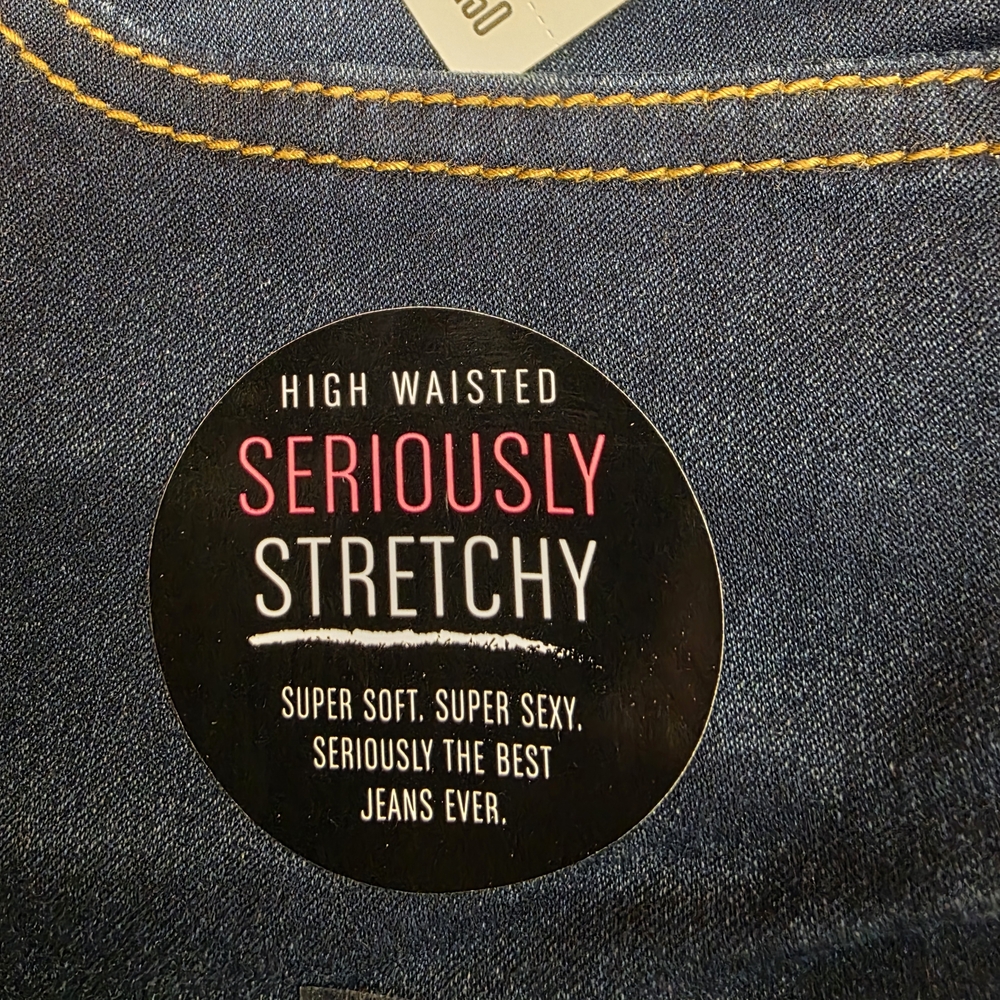 HIGH WAISTED
SERIOUSLY
STRETCHY
SUPER SOFT. SUPER SEXY.
SERIOUSLY THE BEST
JEANS EVER.